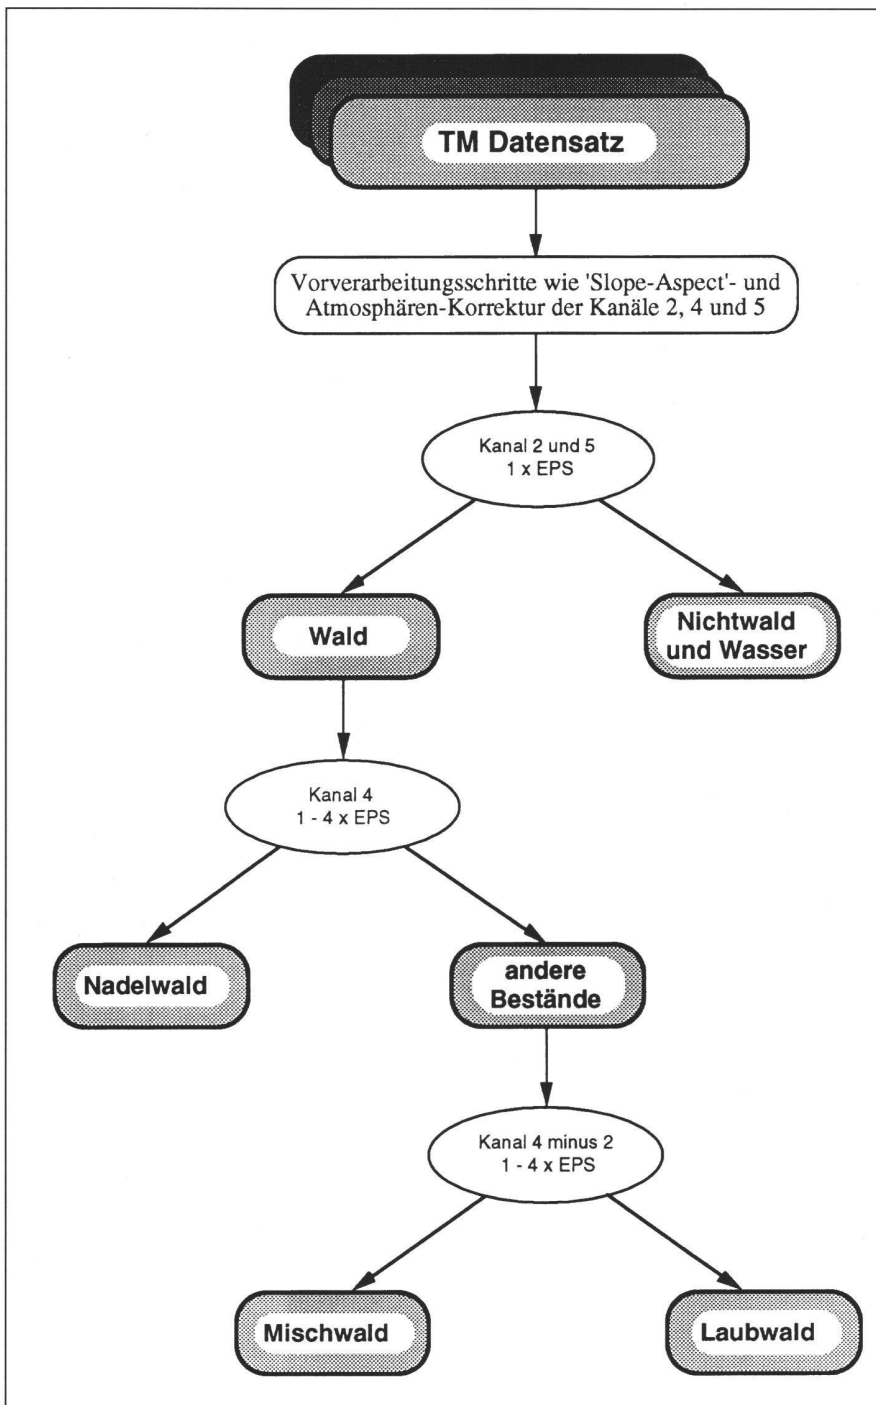 TM Datensatz
Vorverarbeitungsschritte wie 'Slope-Aspect'- und
Atmosphären-Korrektur der Kanäle 2, 4 und 5
Kanal 2 und 5
1 x EPS
Wald
Nichtwald
und Wasser
Kanal 4
1 - 4 x EPS
Nadelwald
andere
Bestände
Kanal 4 minus 2
1 - 4 x EPS
Mischwald
Laubwald